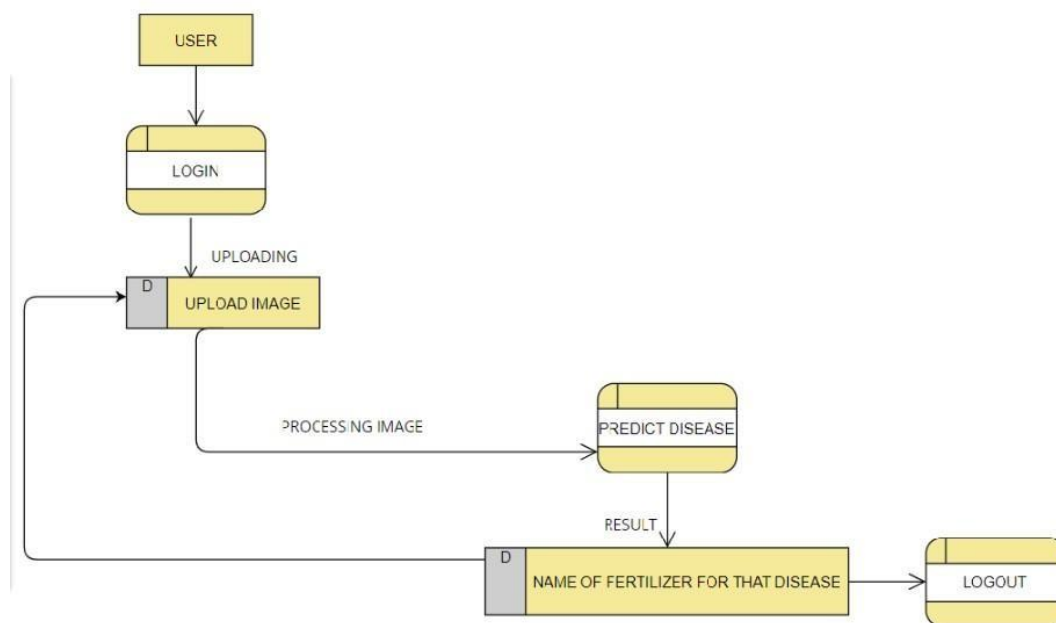 USER
LOGIN
UPLOADING
D
UPLOAD IMAGE
PROCESSING IMAGE
PREDICT DISEASE
RESULT
D
NAME OF FERTILIZER FOR THAT DISEASE
LOGOUT